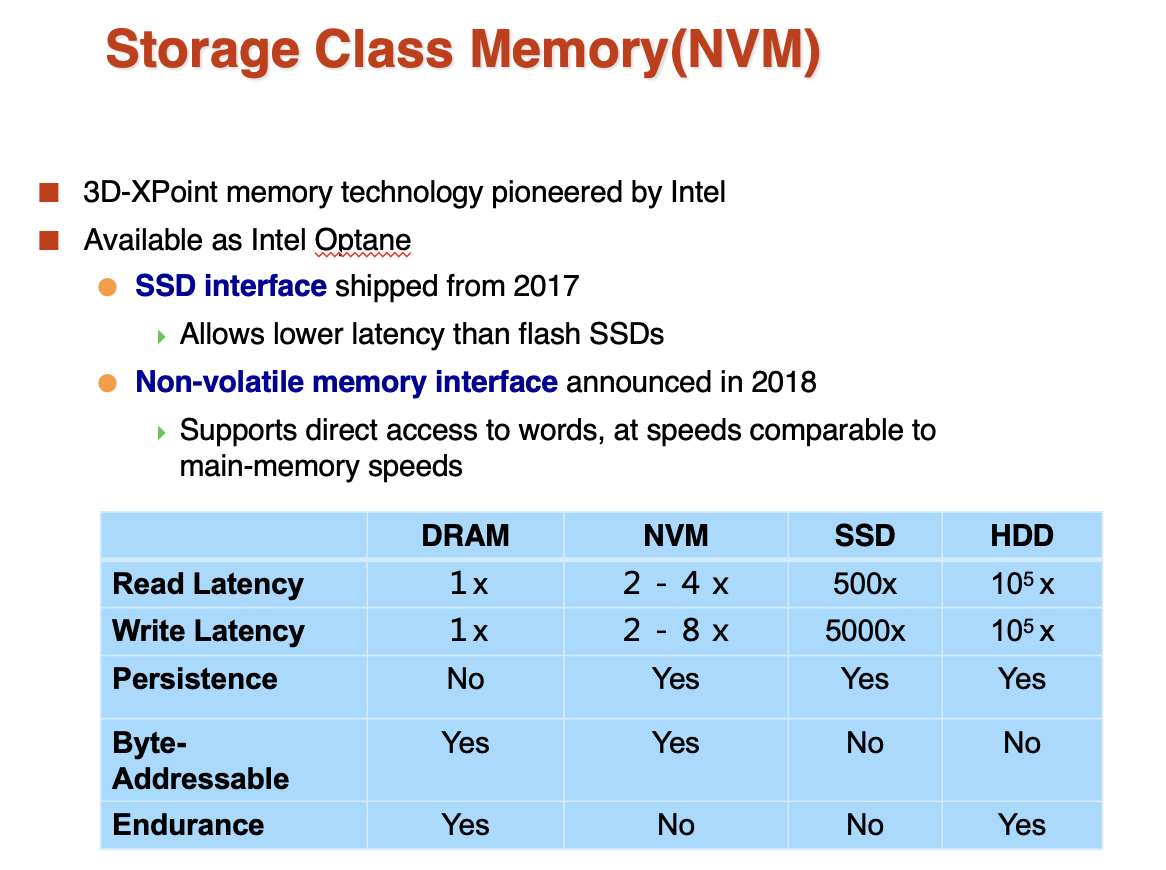 Storage Class Memory(NVM)
3D-XPoint memory technology pioneered by Intel
Available as Intel Optane
SSD interface shipped from 2017
Allows lower latency than flash SSDs
Non-volatile memory interface announced in 2018
Supports direct access to words, at speeds comparable to
main-memory speeds
DRAM NVM SSD HDD
Read Latency 1x 2 - 4 x 500x 10⁵ x
Write Latency 1x 2 - 8 x 5000x 10⁵ x
Persistence No Yes Yes Yes
Byte-
Addressable Yes Yes No No
Endurance Yes No No Yes